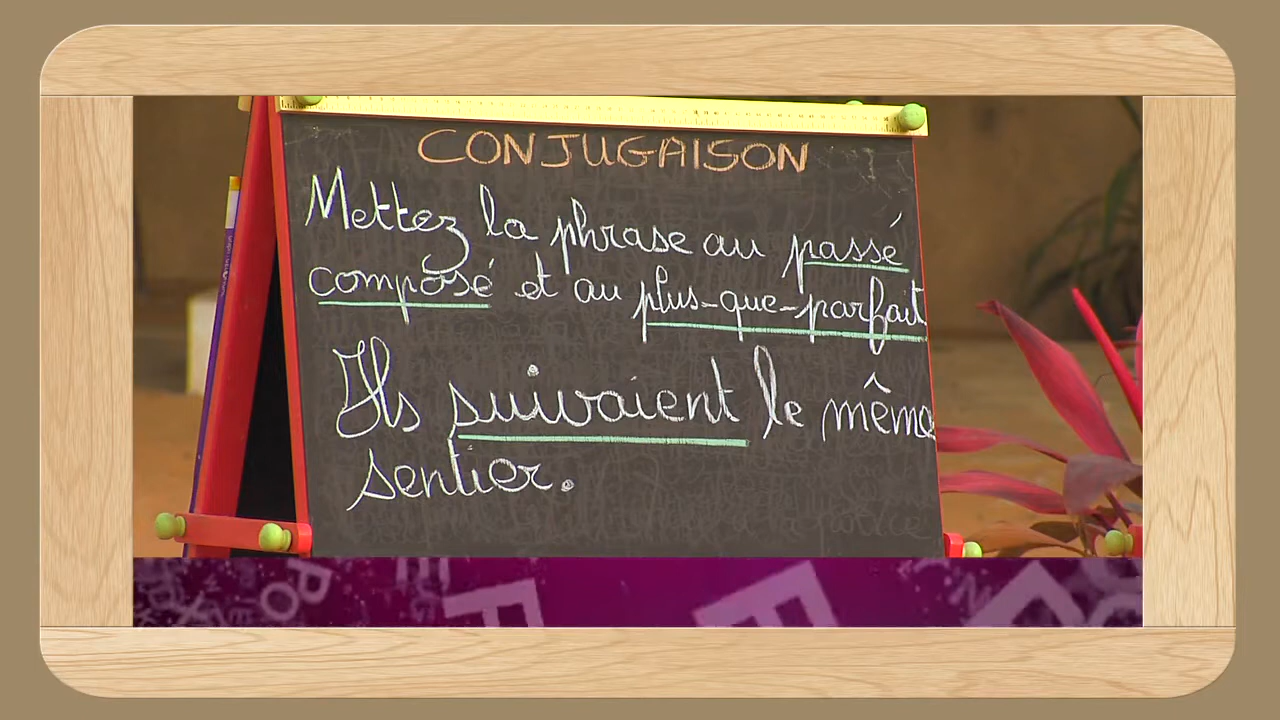 CONJUGAISON
Mettez la phrase au passé
composé et au plus-que-parfait
Ils suivaient le même
sentier.